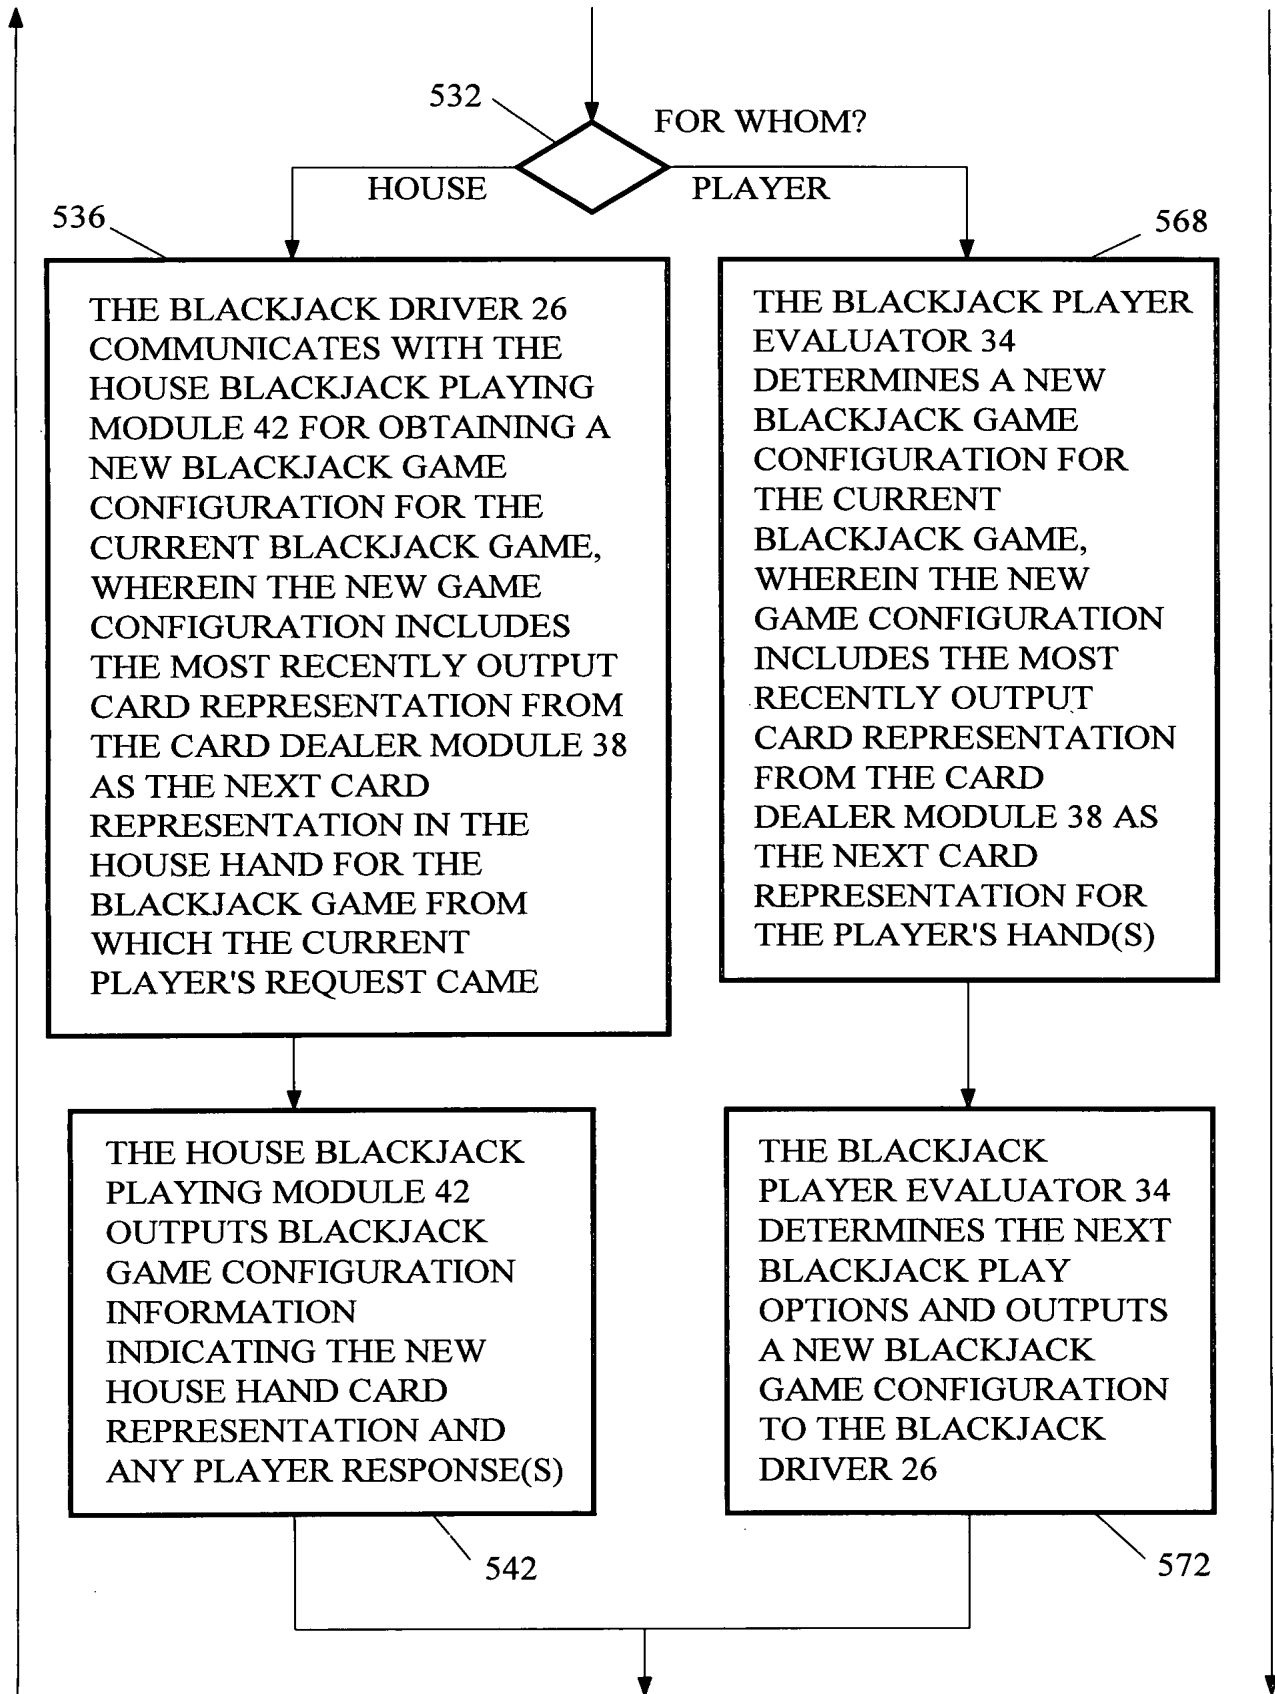 532
FOR WHOM?
HOUSE
PLAYER
536
THE BLACKJACK DRIVER 26
COMMUNICATES WITH THE
HOUSE BLACKJACK PLAYING
MODULE 42 FOR OBTAINING A
NEW BLACKJACK GAME
CONFIGURATION FOR THE
CURRENT BLACKJACK GAME,
WHEREIN THE NEW GAME
CONFIGURATION INCLUDES
THE MOST RECENTLY OUTPUT
CARD REPRESENTATION FROM
THE CARD DEALER MODULE 38
AS THE NEXT CARD
REPRESENTATION IN THE
HOUSE HAND FOR THE
BLACKJACK GAME FROM
WHICH THE CURRENT
PLAYER'S REQUEST CAME
568
THE BLACKJACK PLAYER
EVALUATOR 34
DETERMINES A NEW
BLACKJACK GAME
CONFIGURATION FOR
THE CURRENT
BLACKJACK GAME,
WHEREIN THE NEW
GAME CONFIGURATION
INCLUDES THE MOST
RECENTLY OUTPUT
CARD REPRESENTATION
FROM THE CARD
DEALER MODULE 38 AS
THE NEXT CARD
REPRESENTATION FOR
THE PLAYER'S HAND(S)
THE HOUSE BLACKJACK
PLAYING MODULE 42
OUTPUTS BLACKJACK
GAME CONFIGURATION
INFORMATION
INDICATING THE NEW
HOUSE HAND CARD
REPRESENTATION AND
ANY PLAYER RESPONSE(S)
542
THE BLACKJACK
PLAYER EVALUATOR 34
DETERMINES THE NEXT
BLACKJACK PLAY
OPTIONS AND OUTPUTS
A NEW BLACKJACK
GAME CONFIGURATION
TO THE BLACKJACK
DRIVER 26
572